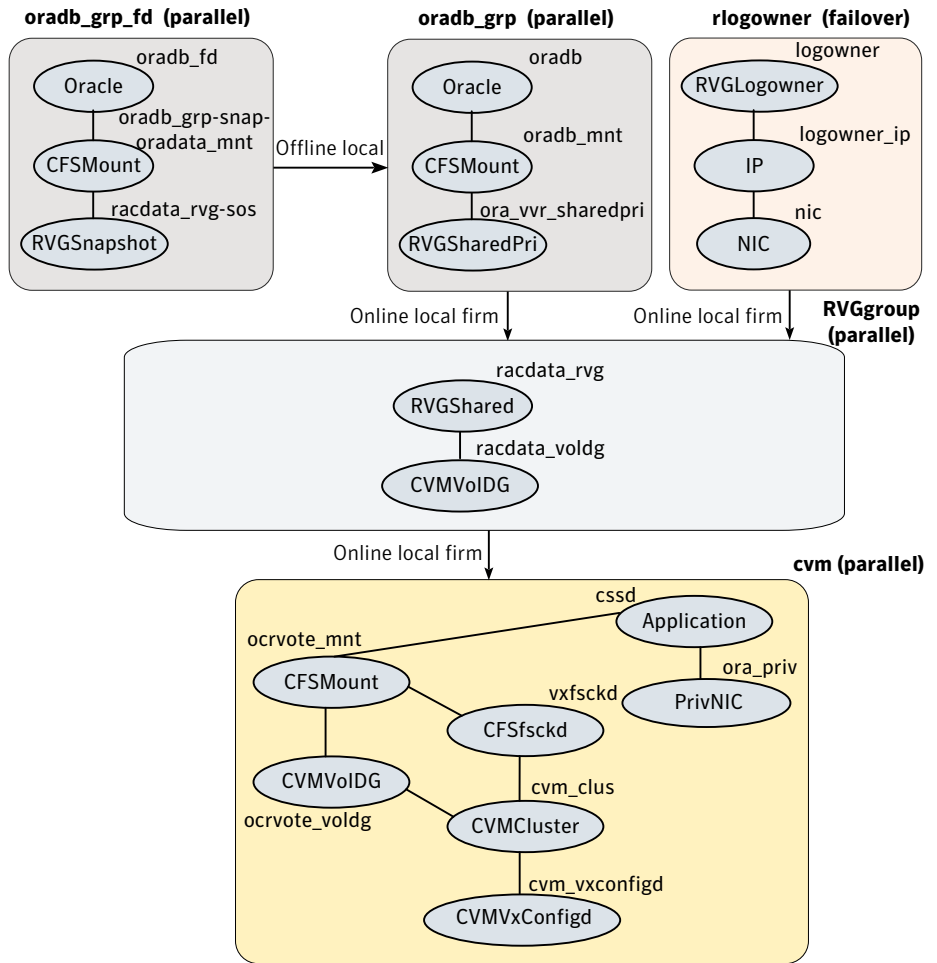 oradb_grp_fd (parallel)
oradb_grp (parallel)
rlogowner (failover)
oradb_fd
Oracle
oradb_grp-snap-
oradata_mnt
CFSMount
racdata_rvg-sos
RVGSnapshot
Offline local
oradb
Oracle
oradb_mnt
CFSMount
ora_vvr_sharedpri
RVGSharedPri
logowner
RVGLogowner
logowner_ip
IP
nic
NIC
Online local firm
Online local firm
RVGgroup
(parallel)
racdata_rvg
RVGShared
racdata_voldg
CVMVolDG
Online local firm
cvm (parallel)
cssd
Application
ocrvote_mnt
CFSMount
ora_priv
PrivNIC
vxfsckd
CFSfsckd
CVMVolDG
ocrvote_voldg
cvm_clus
CVMCluster
cvm_vxconfigd
CVMVxConfigd